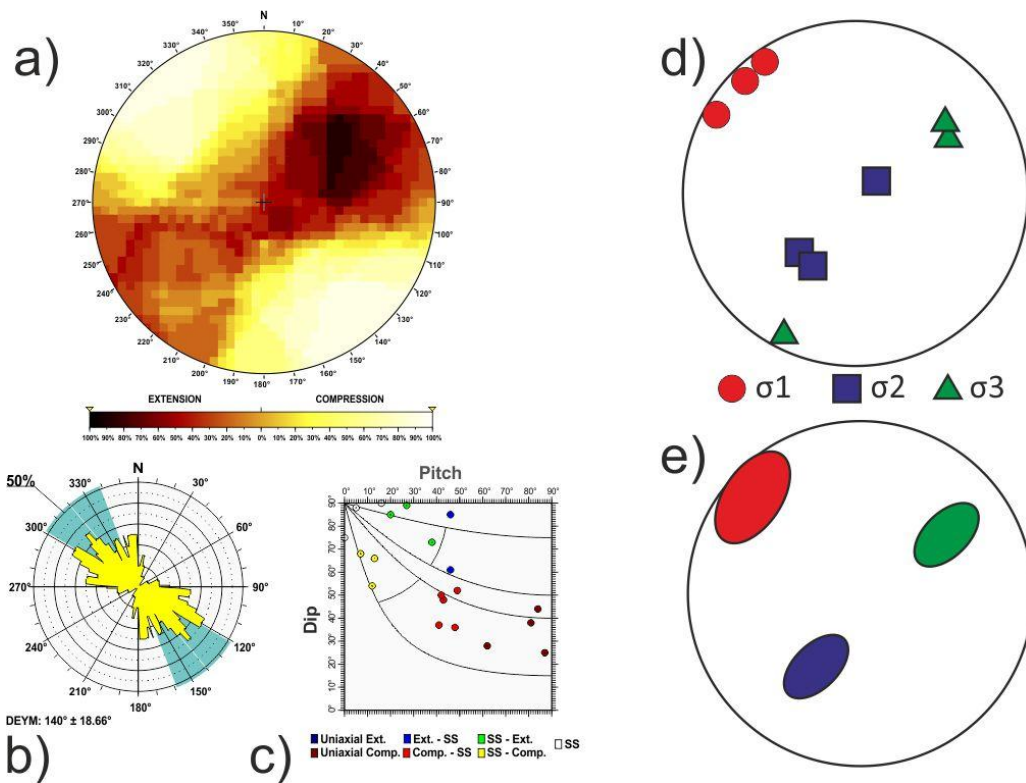 a)
N
350° 10°
340° 20°
330° 30°
320° 40°
310° 50°
300° 60°
290° 70°
280° 80°
270° 90°
260° 100°
250° 110°
240° 120°
230° 130°
220° 140°
210° 150°
200° 160°
190° 180° 170°
EXTENSION COMPRESSION
100% 90% 80% 70% 60% 50% 40% 30% 20% 10% 0% 10% 20% 30% 40% 50% 60% 70% 80% 90% 100%
b)
50%
N
330° 30°
300° 60°
270° 90°
240° 120°
210° 150°
180°
DEYM: 140° ± 18.66°
c)
Pitch
0° 10° 20° 30° 40° 50° 60° 70° 80° 90°
Dip
90°
80°
70°
60°
50°
40°
30°
20°
10°
0°
Uniaxial Ext. Ext. - SS SS - Ext. SS
Uniaxial Comp. Comp. - SS SS - Comp.
d)
σ1 σ2 σ3
e)